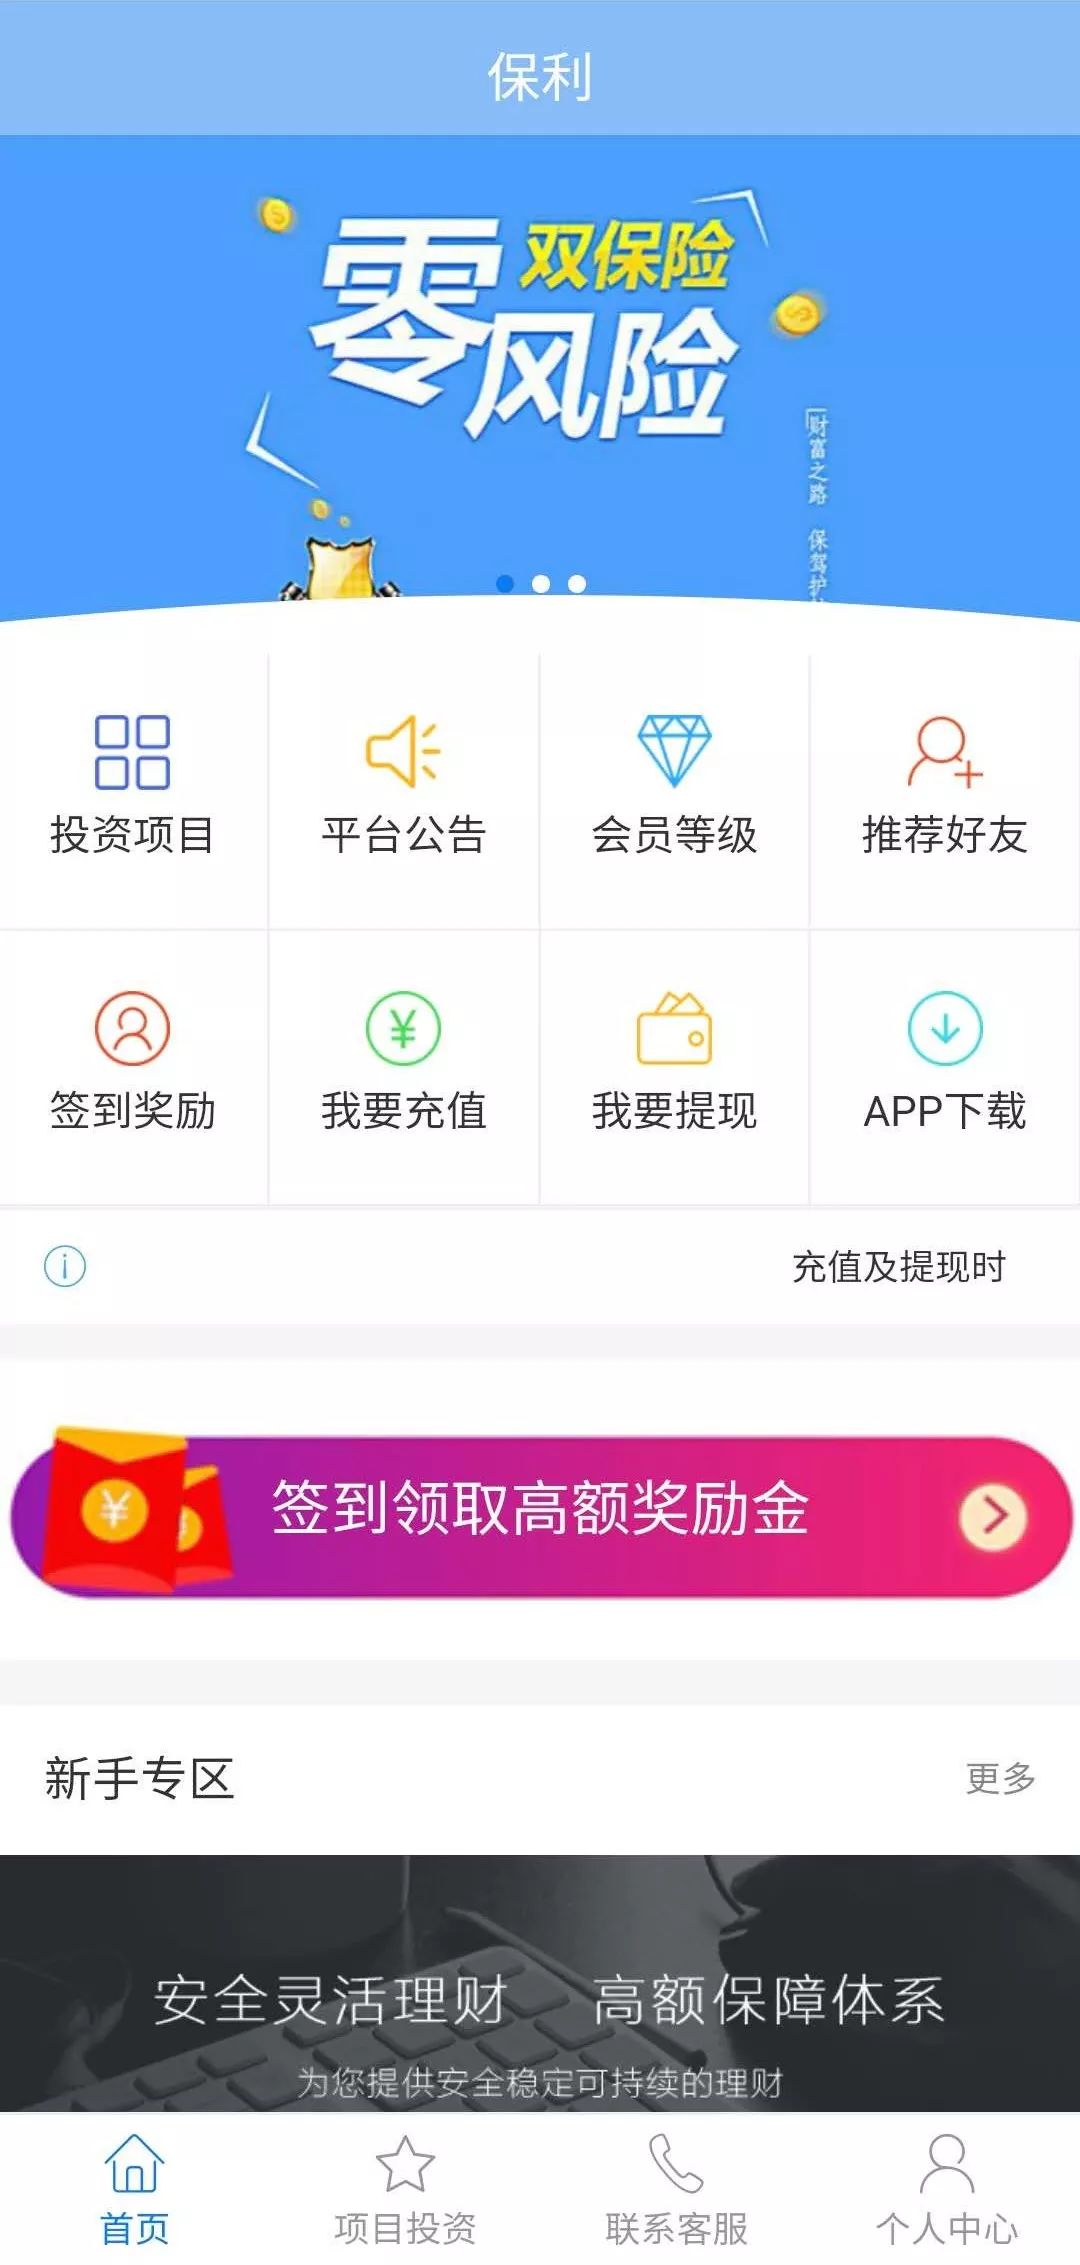 保利
双保险
零风险
财富之路 保驾护
投资项目
平台公告
会员等级
推荐好友
签到奖励
我要充值
我要提现
APP下载
充值及提现时
签到领取高额奖励金
新手专区
更多
安全灵活理财 高额保障体系
为您提供安全稳定可持续的理财
首页
项目投资
联系客服
个人中心